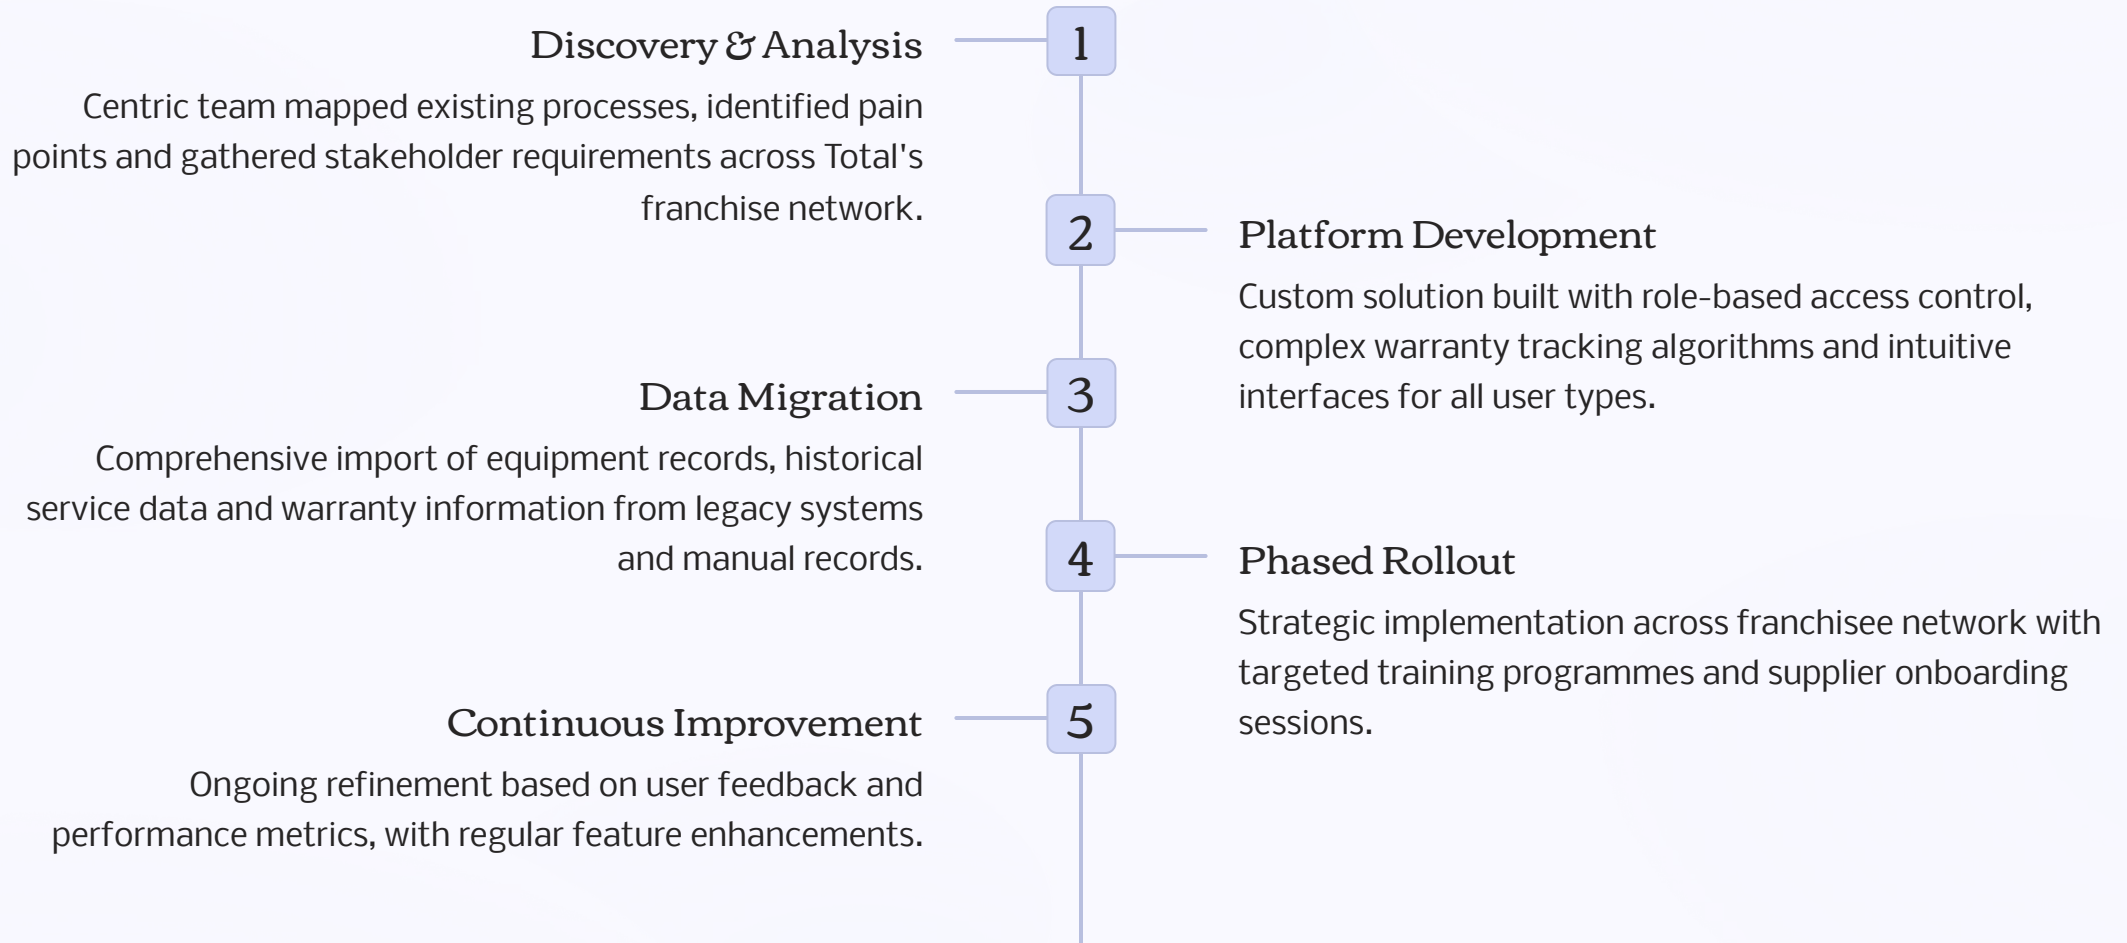 Discovery & Analysis
1
Centric team mapped existing processes, identified pain
points and gathered stakeholder requirements across Total's
franchise network.
2
Platform Development
Custom solution built with role-based access control,
complex warranty tracking algorithms and intuitive
interfaces for all user types.
Data Migration
3
Comprehensive import of equipment records, historical
service data and warranty information from legacy systems
and manual records.
4
Phased Rollout
Strategic implementation across franchisee network with
targeted training programmes and supplier onboarding
sessions.
Continuous Improvement
5
Ongoing refinement based on user feedback and
performance metrics, with regular feature enhancements.